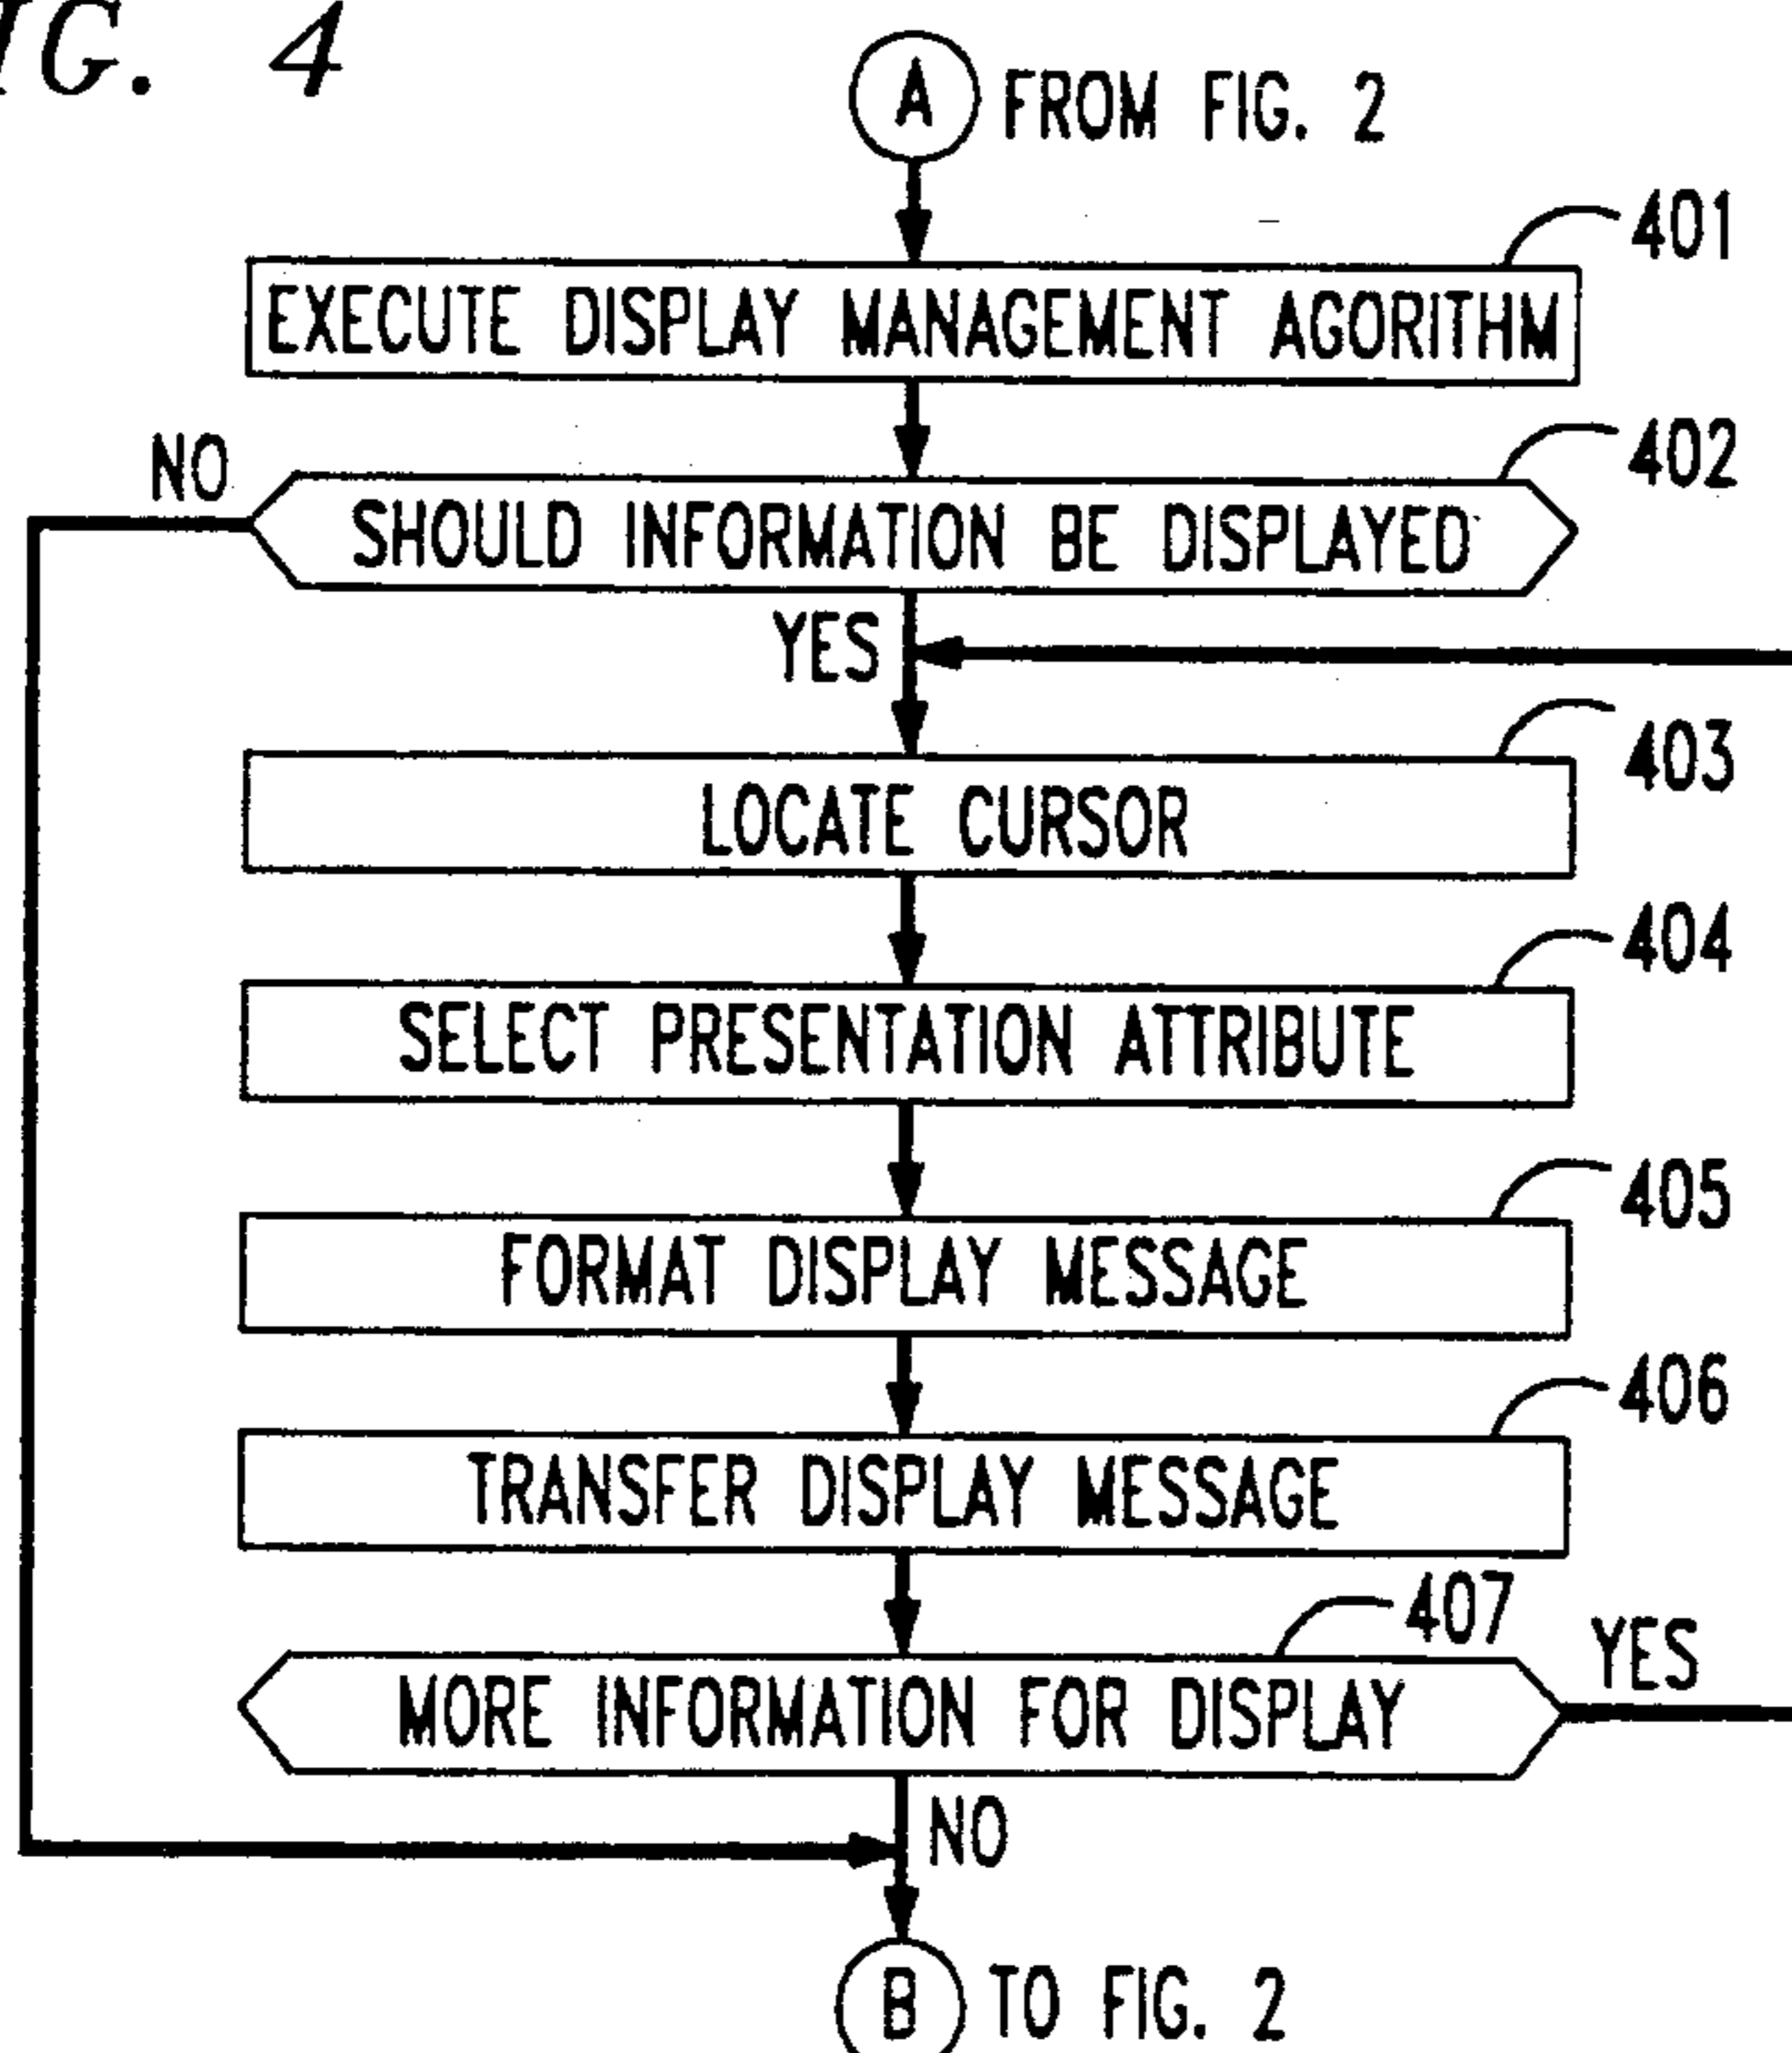 IG. 4
A FROM FIG. 2
401
EXECUTE DISPLAY MANAGEMENT AGORITHM
402
NO
SHOULD INFORMATION BE DISPLAYED
YES
403
LOCATE CURSOR
404
SELECT PRESENTATION ATTRIBUTE
405
FORMAT DISPLAY MESSAGE
406
TRANSFER DISPLAY MESSAGE
407
YES
MORE INFORMATION FOR DISPLAY
NO
B TO FIG. 2